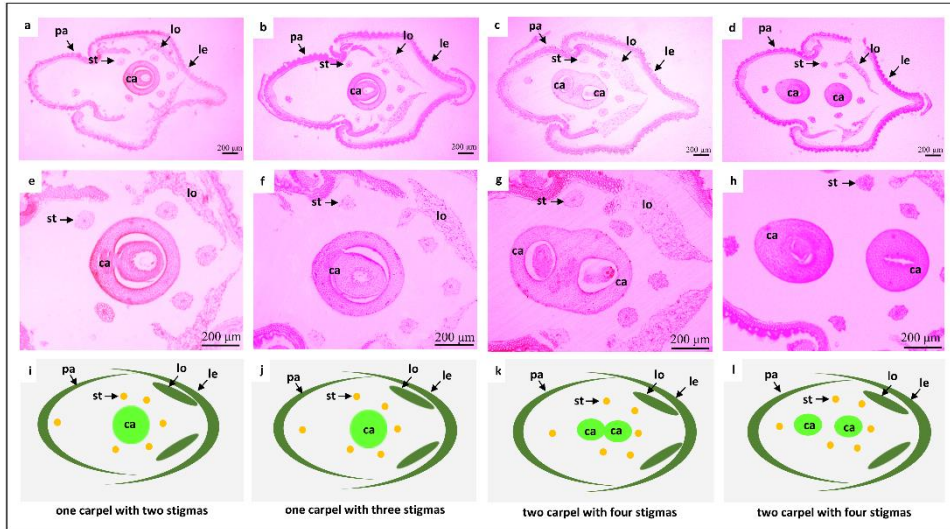 a pa st lo le ca 200 μm
b pa st lo le ca 200 μm
c pa st lo le ca ca 200 μm
d pa st lo le ca ca 200 μm
e st lo ca 200 μm
f st lo ca 200 μm
g st lo ca ca 200 μm
h st ca ca 200 μm
i pa st lo le ca
j pa st lo le ca
k pa st lo le ca ca
l pa st lo le ca ca
one carpel with two stigmas
one carpel with three stigmas
two carpel with four stigmas
two carpel with four stigmas